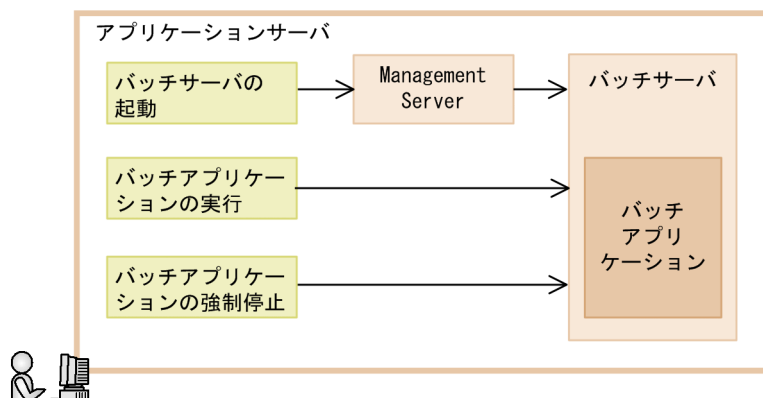 アプリケーションサーバ
バッチサーバの
起動
Management
Server
バッチサーバ
バッチアプリケー
ションの実行
バッチ
アプリ
ケーション
バッチアプリケー
ションの強制停止